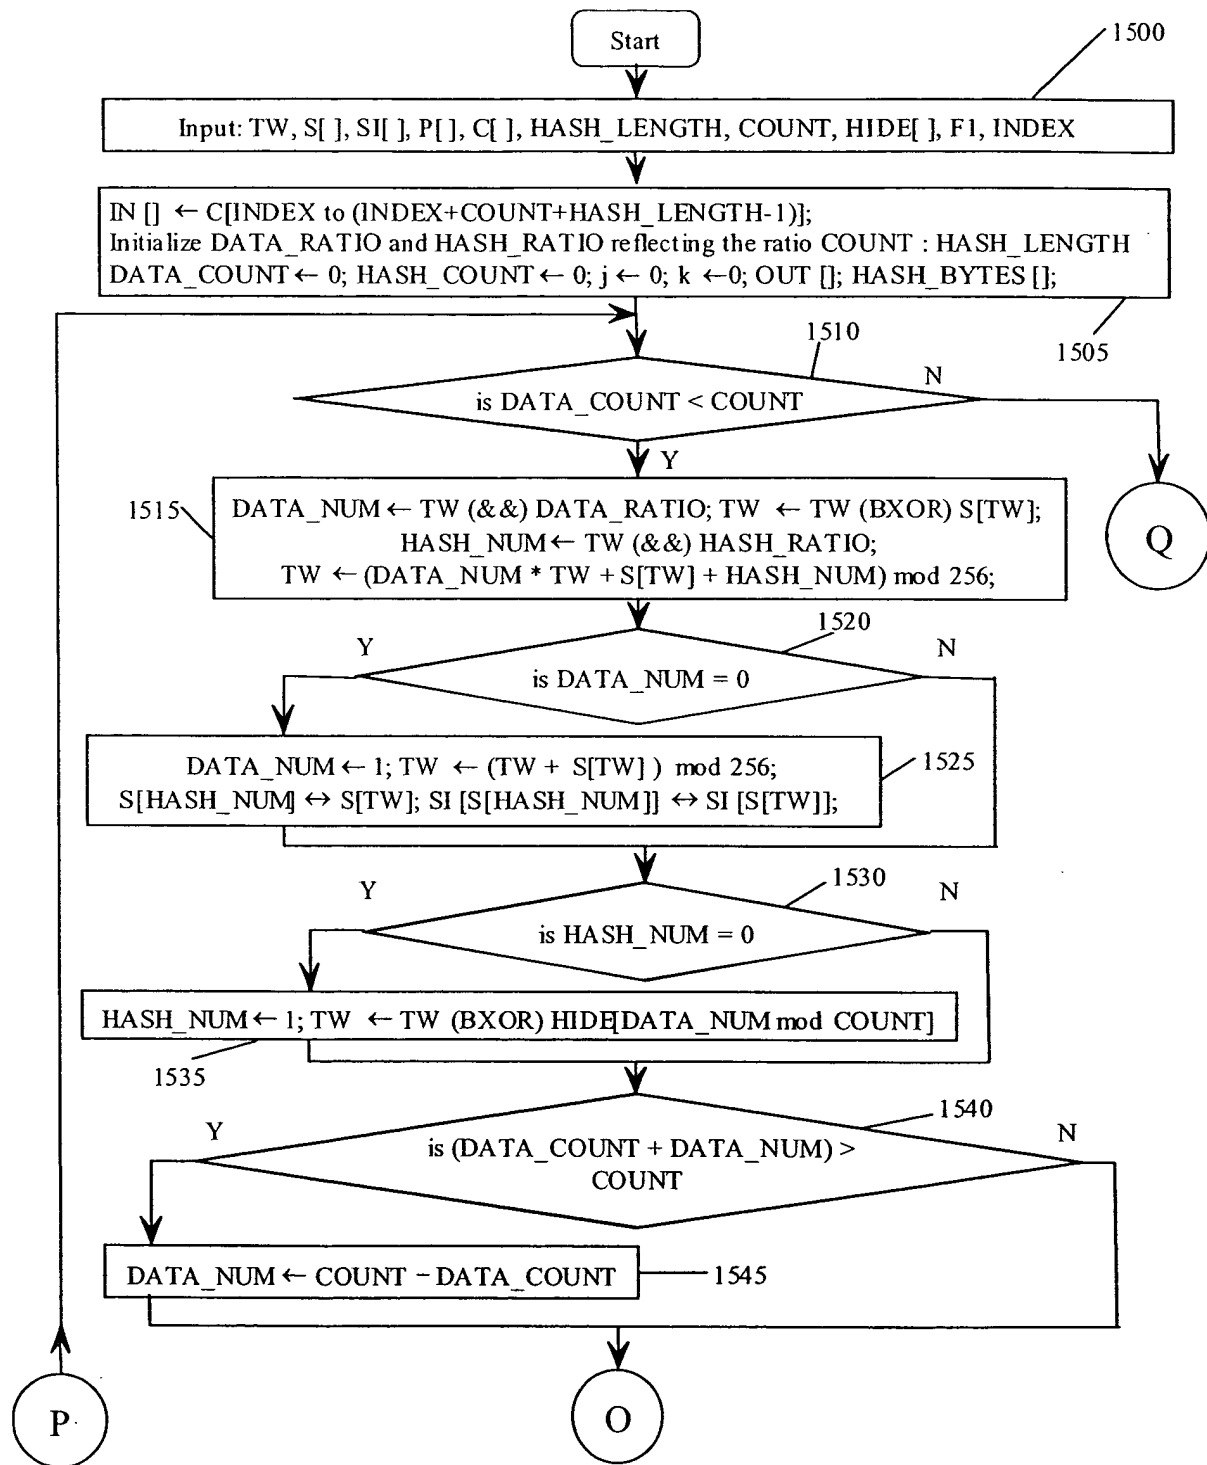 Start
1500
Input: TW, S[ ], SI[ ], P[ ], C[ ], HASH_LENGTH, COUNT, HIDE[ ], F1, INDEX
IN [] ← C[INDEX to (INDEX+COUNT+HASH_LENGTH-1)];
Initialize DATA_RATIO and HASH_RATIO reflecting the ratio COUNT : HASH_LENGTH
DATA_COUNT ← 0; HASH_COUNT ← 0; j ← 0; k ← 0; OUT []; HASH_BYTES [];
1505
1510
is DATA_COUNT < COUNT
N
Y
Q
1515
DATA_NUM ← TW (&&) DATA_RATIO; TW ← TW (BXOR) S[TW];
HASH_NUM ← TW (&&) HASH_RATIO;
TW ← (DATA_NUM * TW + S[TW] + HASH_NUM) mod 256;
1520
Y
N
is DATA_NUM = 0
DATA_NUM ← 1; TW ← (TW + S[TW] ) mod 256;
S[HASH_NUM] ↔ S[TW]; SI [S[HASH_NUM]] ↔ SI [S[TW]];
1525
1530
Y
N
is HASH_NUM = 0
HASH_NUM ← 1; TW ← TW (BXOR) HIDE[DATA_NUM mod COUNT]
1535
1540
Y
N
is (DATA_COUNT + DATA_NUM) >
COUNT
DATA_NUM ← COUNT − DATA_COUNT
1545
P
O